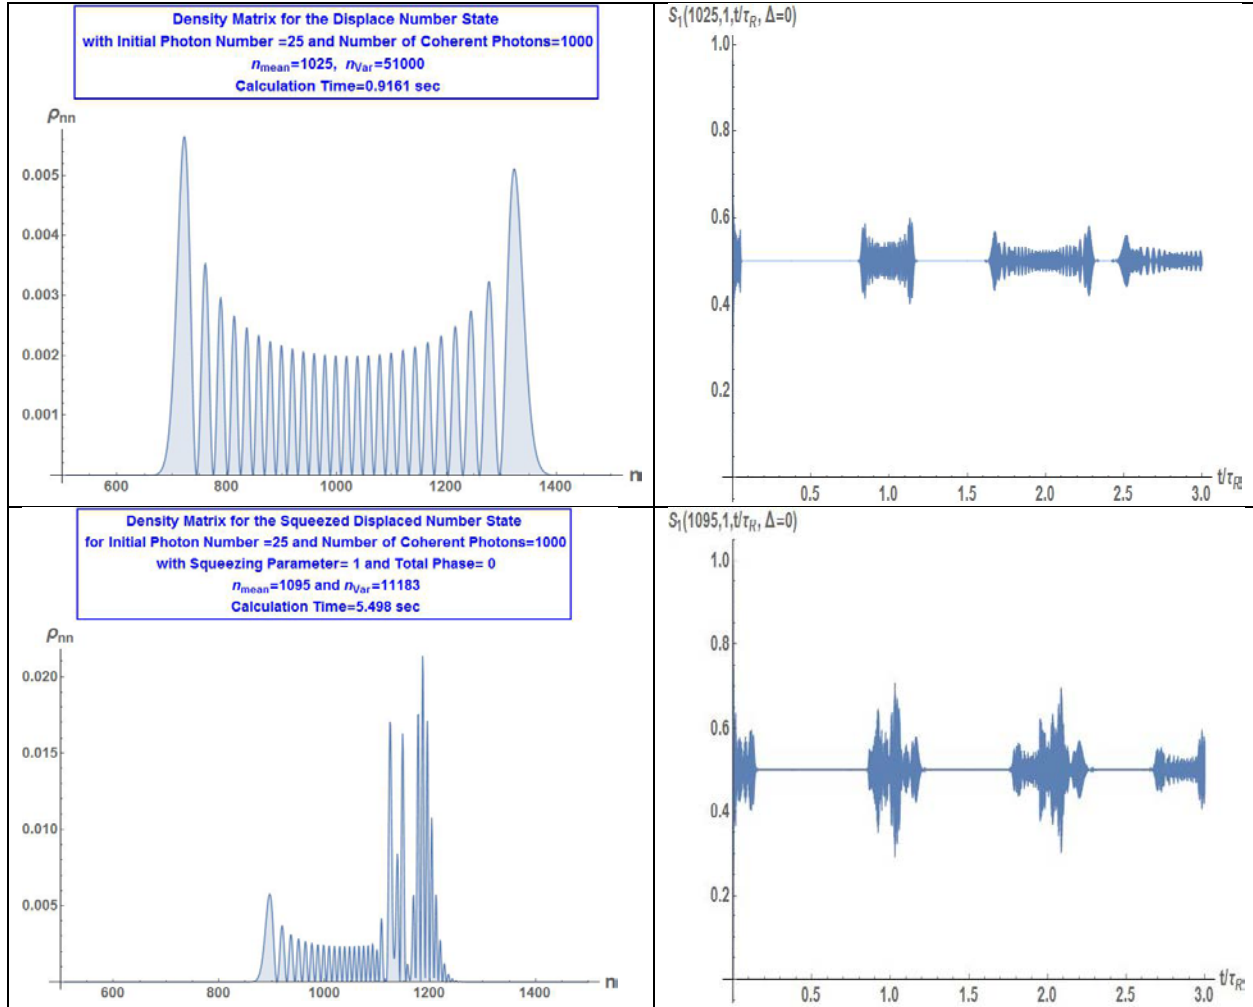 Density Matrix for the Displace Number State
with Initial Photon Number =25 and Number of Coherent Photons=1000
nmean=1025, nVar=51000
Calculation Time=0.9161 sec
ρnn
0.005
0.004
0.003
0.002
0.001
600 800 1000 1200 1400 n
S1(1025,1,t/τR, Δ=0)
1.0
0.8
0.6
0.4
0.2
0.5 1.0 1.5 2.0 2.5 3.0 t/τR
Density Matrix for the Squeezed Displaced Number State
for Initial Photon Number =25 and Number of Coherent Photons=1000
with Squeezing Parameter= 1 and Total Phase= 0
nmean=1095 and nVar=11183
Calculation Time=5.498 sec
ρnn
0.020
0.015
0.010
0.005
600 800 1000 1200 1400 n
S1(1095,1,t/τR, Δ=0)
1.0
0.8
0.6
0.4
0.2
0.5 1.0 1.5 2.0 2.5 3.0 t/τR